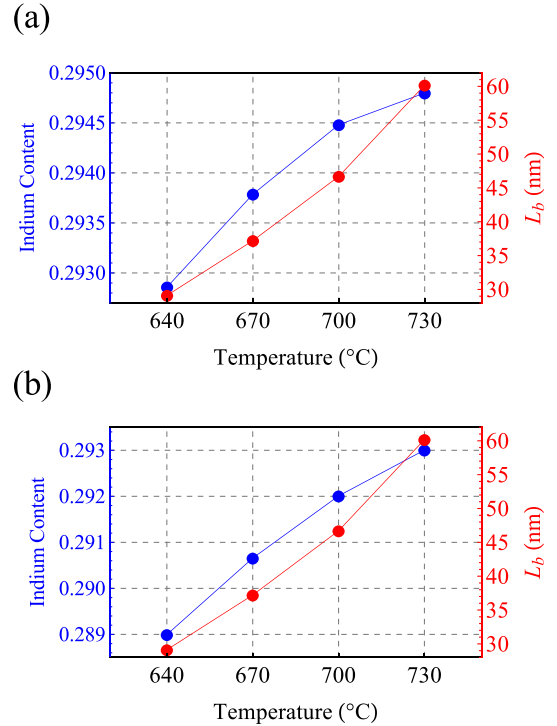 (a)
0.2950
0.2945
0.2940
0.2935
0.2930
Indium Content
60
55
50
45
40
35
30
L_b (nm)
640 670 700 730
Temperature (°C)
(b)
0.293
0.292
0.291
0.290
0.289
Indium Content
60
55
50
45
40
35
30
L_b (nm)
640 670 700 730
Temperature (°C)